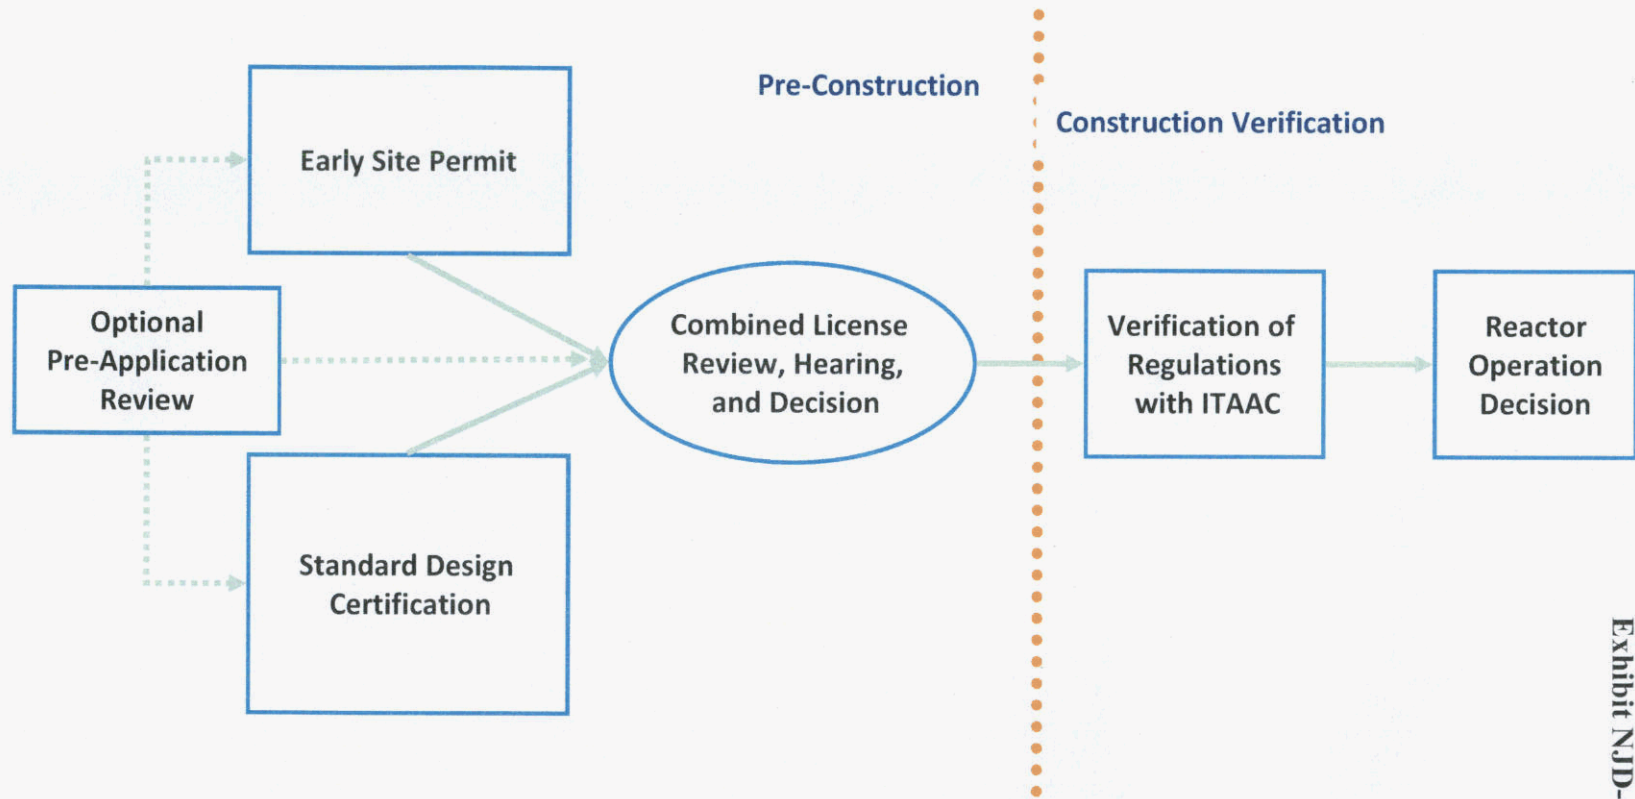 Pre-Construction
Construction Verification
Early Site Permit
Optional
Pre-Application
Review
Combined License
Review, Hearing,
and Decision
Verification of
Regulations
with ITAAC
Reactor
Operation
Decision
Standard Design
Certification
Exhibit NJD-